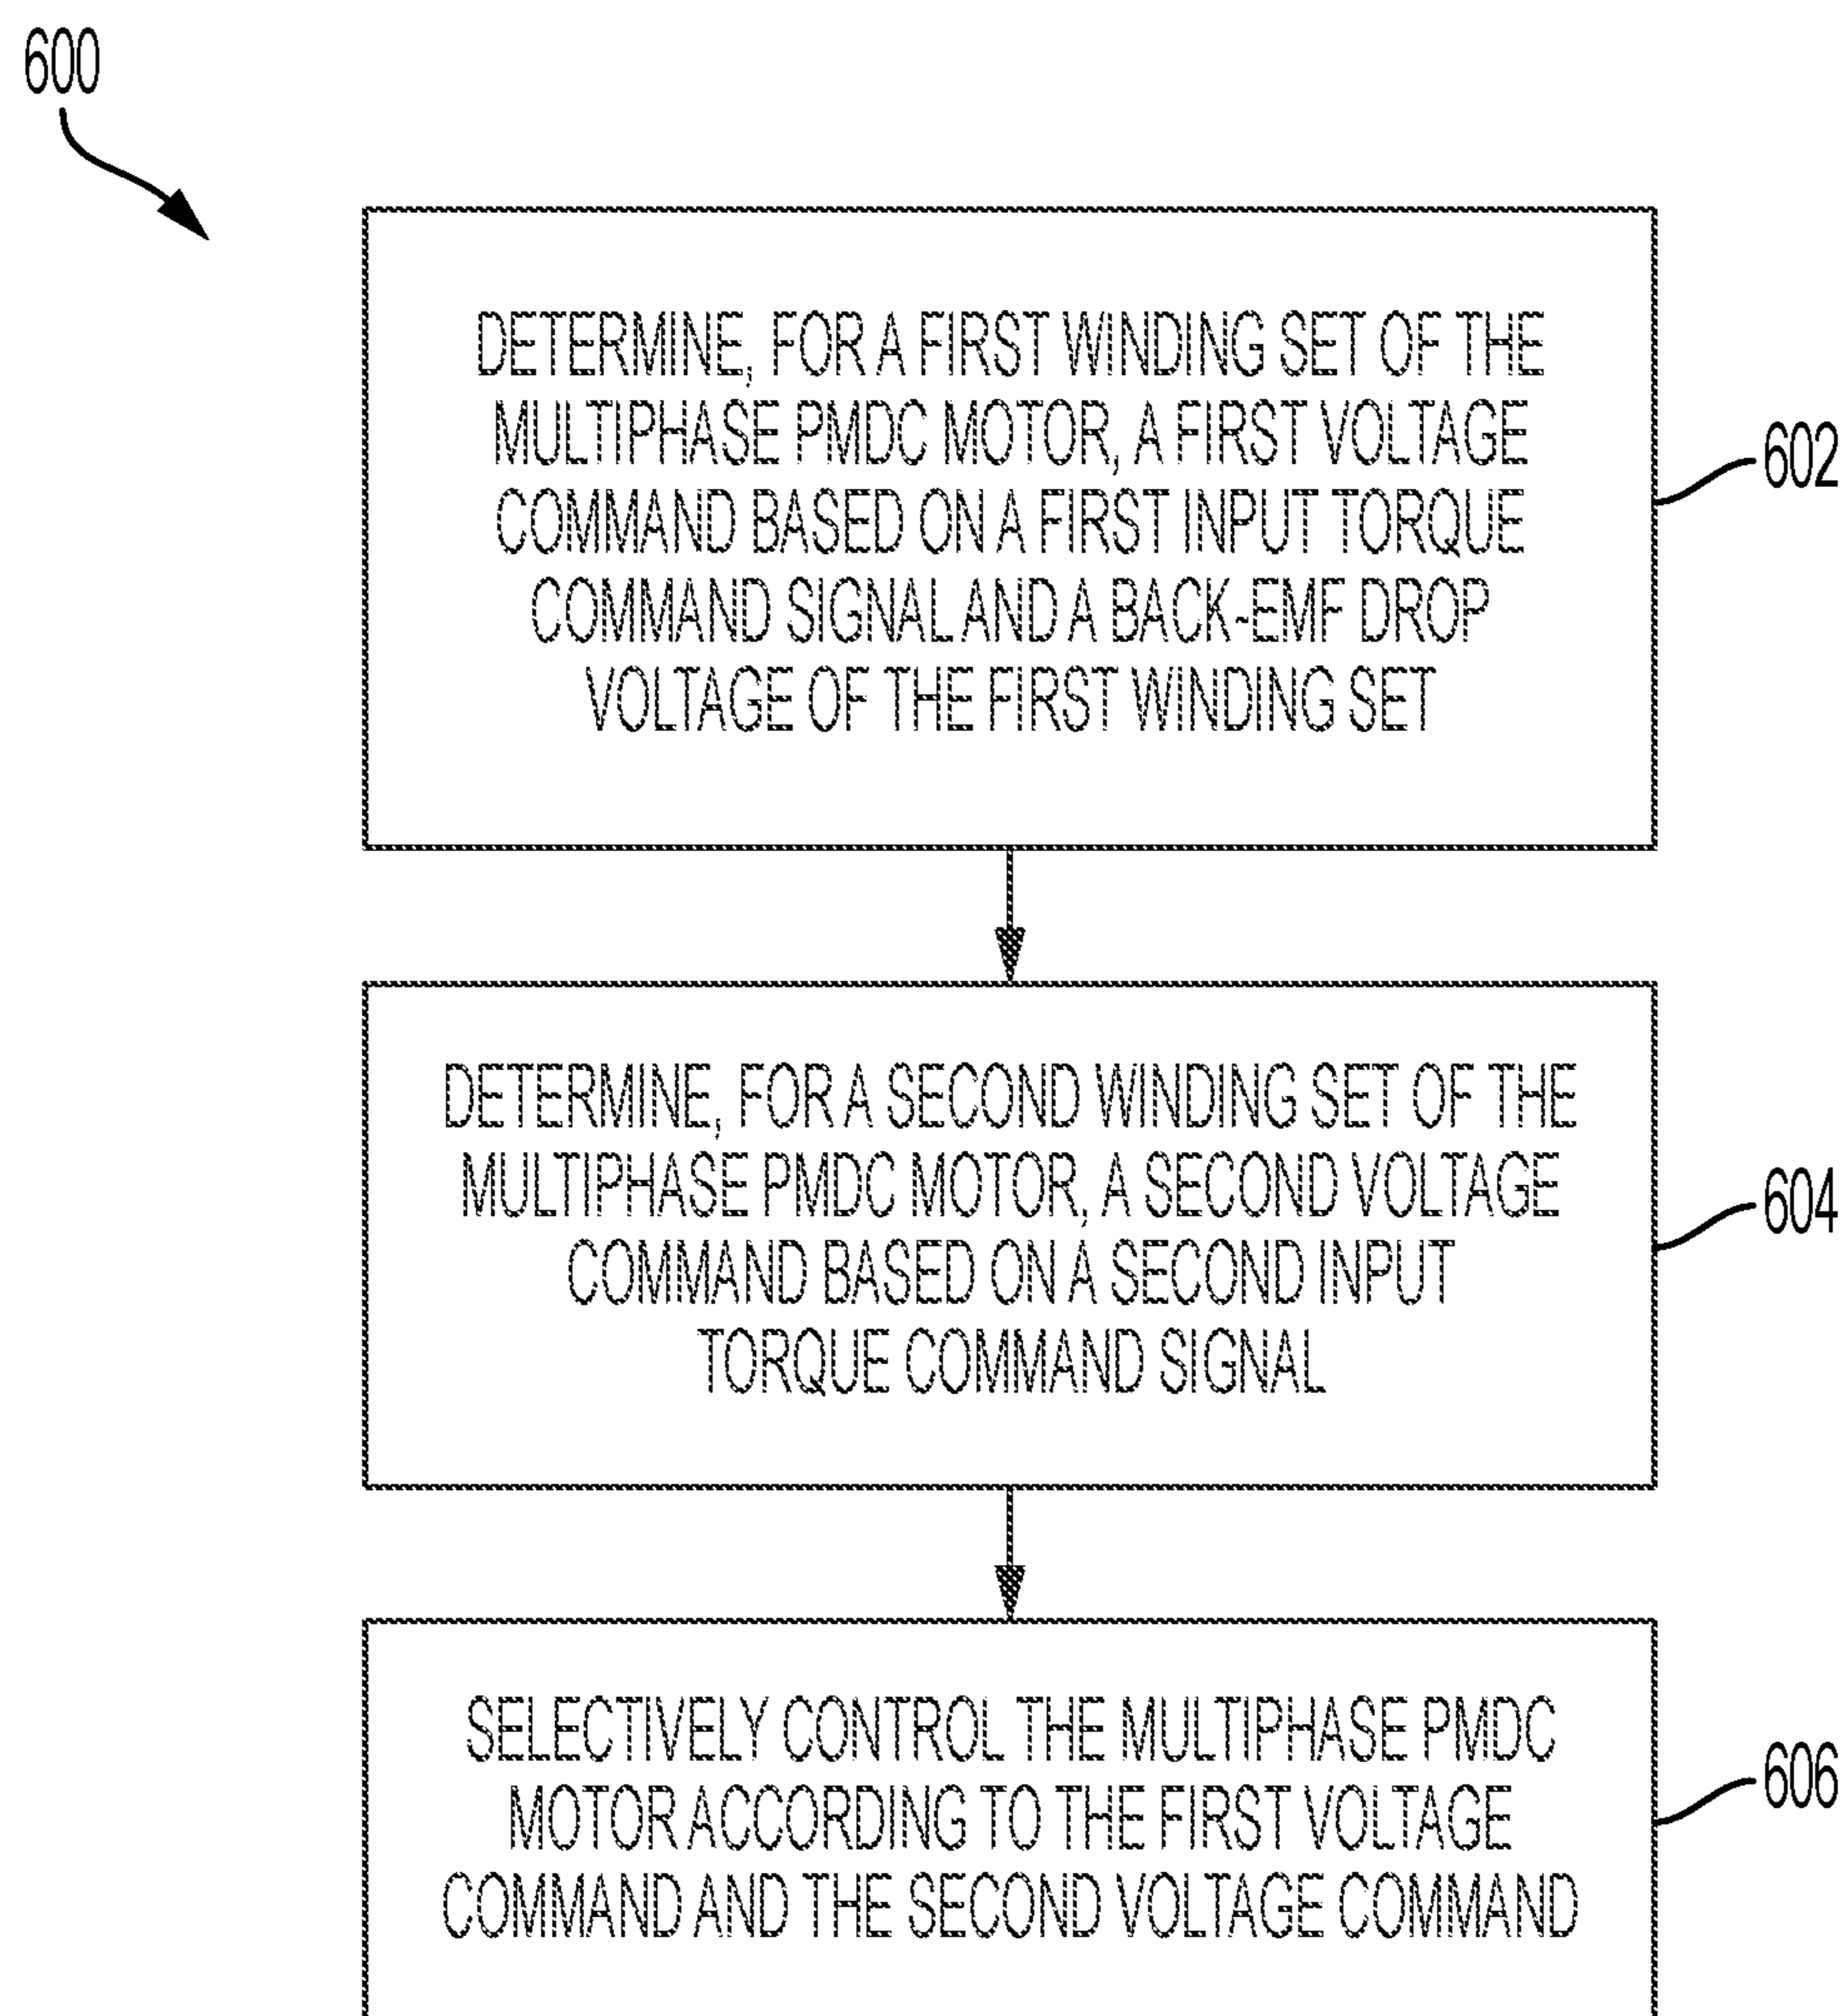 600
DETERMINE, FOR A FIRST WINDING SET OF THE
MULTIPHASE PMDC MOTOR, A FIRST VOLTAGE
COMMAND BASED ON A FIRST INPUT TORQUE
COMMAND SIGNAL AND A BACK-EMF DROP
VOLTAGE OF THE FIRST WINDING SET
602
DETERMINE, FOR A SECOND WINDING SET OF THE
MULTIPHASE PMDC MOTOR, A SECOND VOLTAGE
COMMAND BASED ON A SECOND INPUT
TORQUE COMMAND SIGNAL
604
SELECTIVELY CONTROL THE MULTIPHASE PMDC
MOTOR ACCORDING TO THE FIRST VOLTAGE
COMMAND AND THE SECOND VOLTAGE COMMAND
606